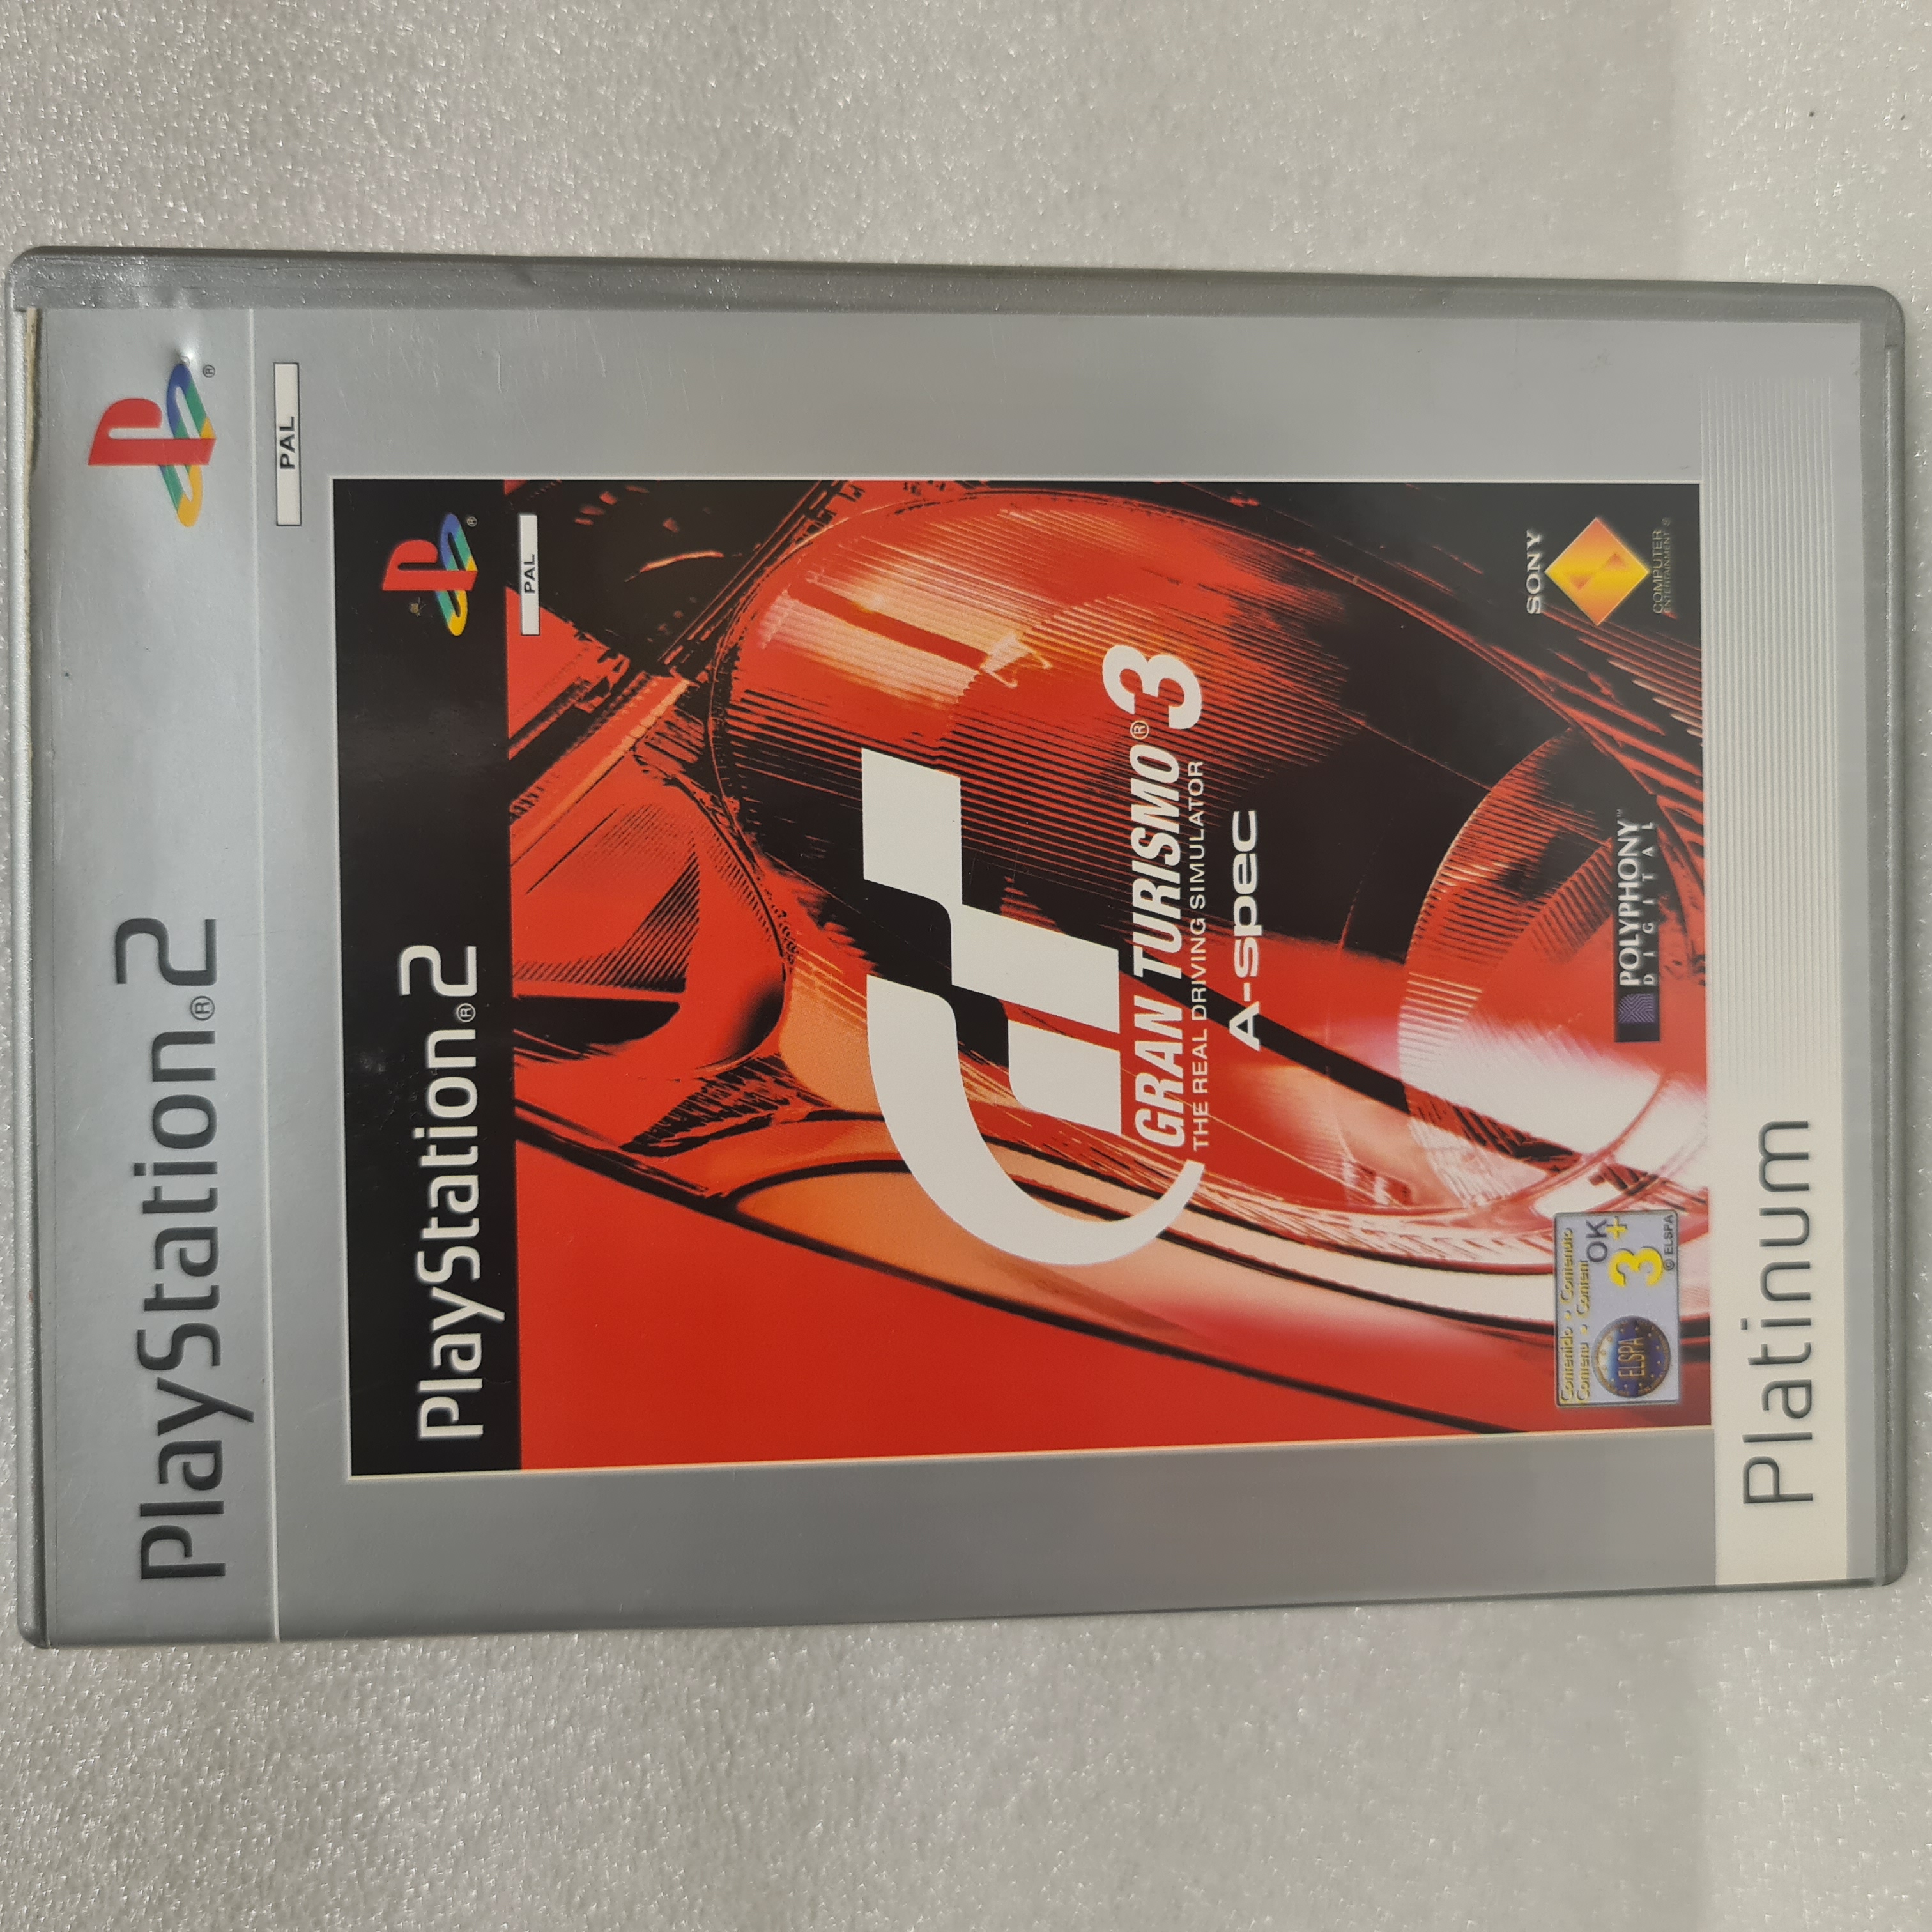 PlayStation®2
®
PAL
PlayStation®2
®
PAL
GRAN TURISMO® 3
THE REAL DRIVING SIMULATOR
A-spec
Contenido • Contenuto
Contenu • Content
OK
ELSPA
3+
© ELSPA
POLYPHONY™
DIGITAL
SONY
COMPUTER
ENTERTAINMENT®
Platinum